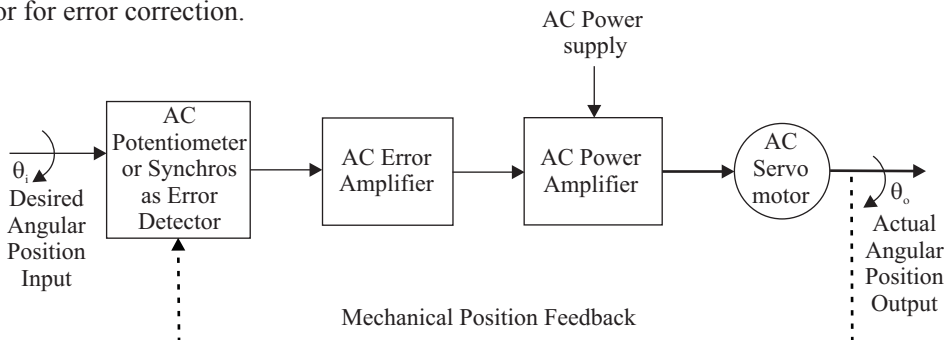 or for error correction.
AC Power
supply
AC
Potentiometer
or Synchros
as Error
Detector
AC Error
Amplifier
AC Power
Amplifier
AC
Servo
motor
θi
Desired
Angular
Position
Input
θo
Actual
Angular
Position
Output
Mechanical Position Feedback